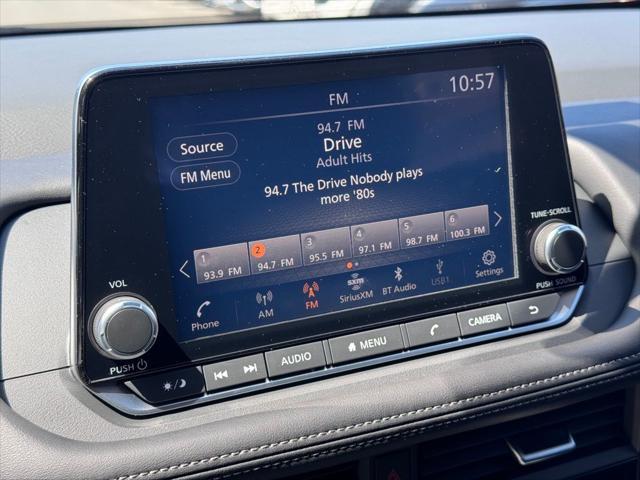 10:57
FM
94.7 FM
Source
Drive
Adult Hits
FM Menu
94.7 The Drive Nobody plays
more '80s
1 2 3 4 5 6
93.9 FM 94.7 FM 95.5 FM 97.1 FM 98.7 FM 100.3 FM
Phone AM FM SXM SiriusXM BT Audio USB1 Settings
TUNE-SCROLL
PUSH SOUND
VOL
PUSH
AUDIO MENU CAMERA